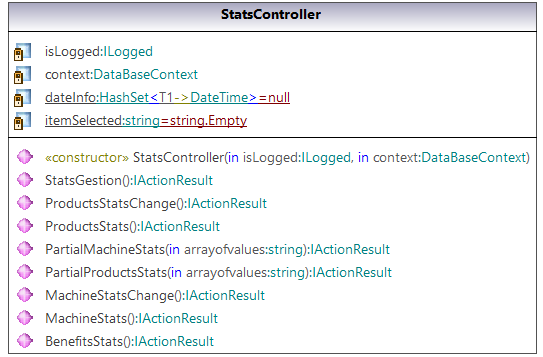 StatsController
isLogged:ILogged
context:DataBaseContext
dateInfo:HashSet<T1->DateTime>=null
itemSelected:string=string.Empty
«constructor» StatsController(in isLogged:ILogged, in context:DataBaseContext)
StatsGestion():IActionResult
ProductsStatsChange():IActionResult
ProductsStats():IActionResult
PartialMachineStats(in arrayofvalues:string):IActionResult
PartialProductsStats(in arrayofvalues:string):IActionResult
MachineStatsChange():IActionResult
MachineStats():IActionResult
BenefitsStats():IActionResult